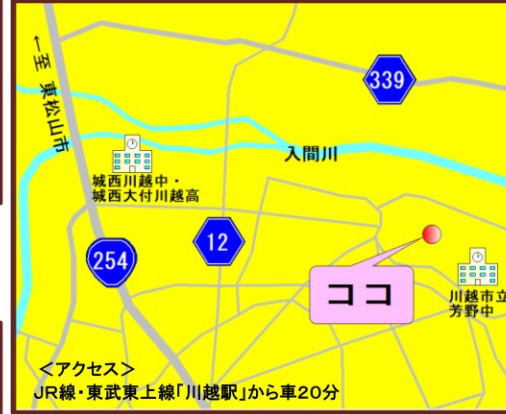 ←至 東松山市
339
入間川
城西川越中・
城西大付川越高
12
254
ココ
川越市立
芳野中
＜アクセス＞
JR線・東武東上線「川越駅」から車20分